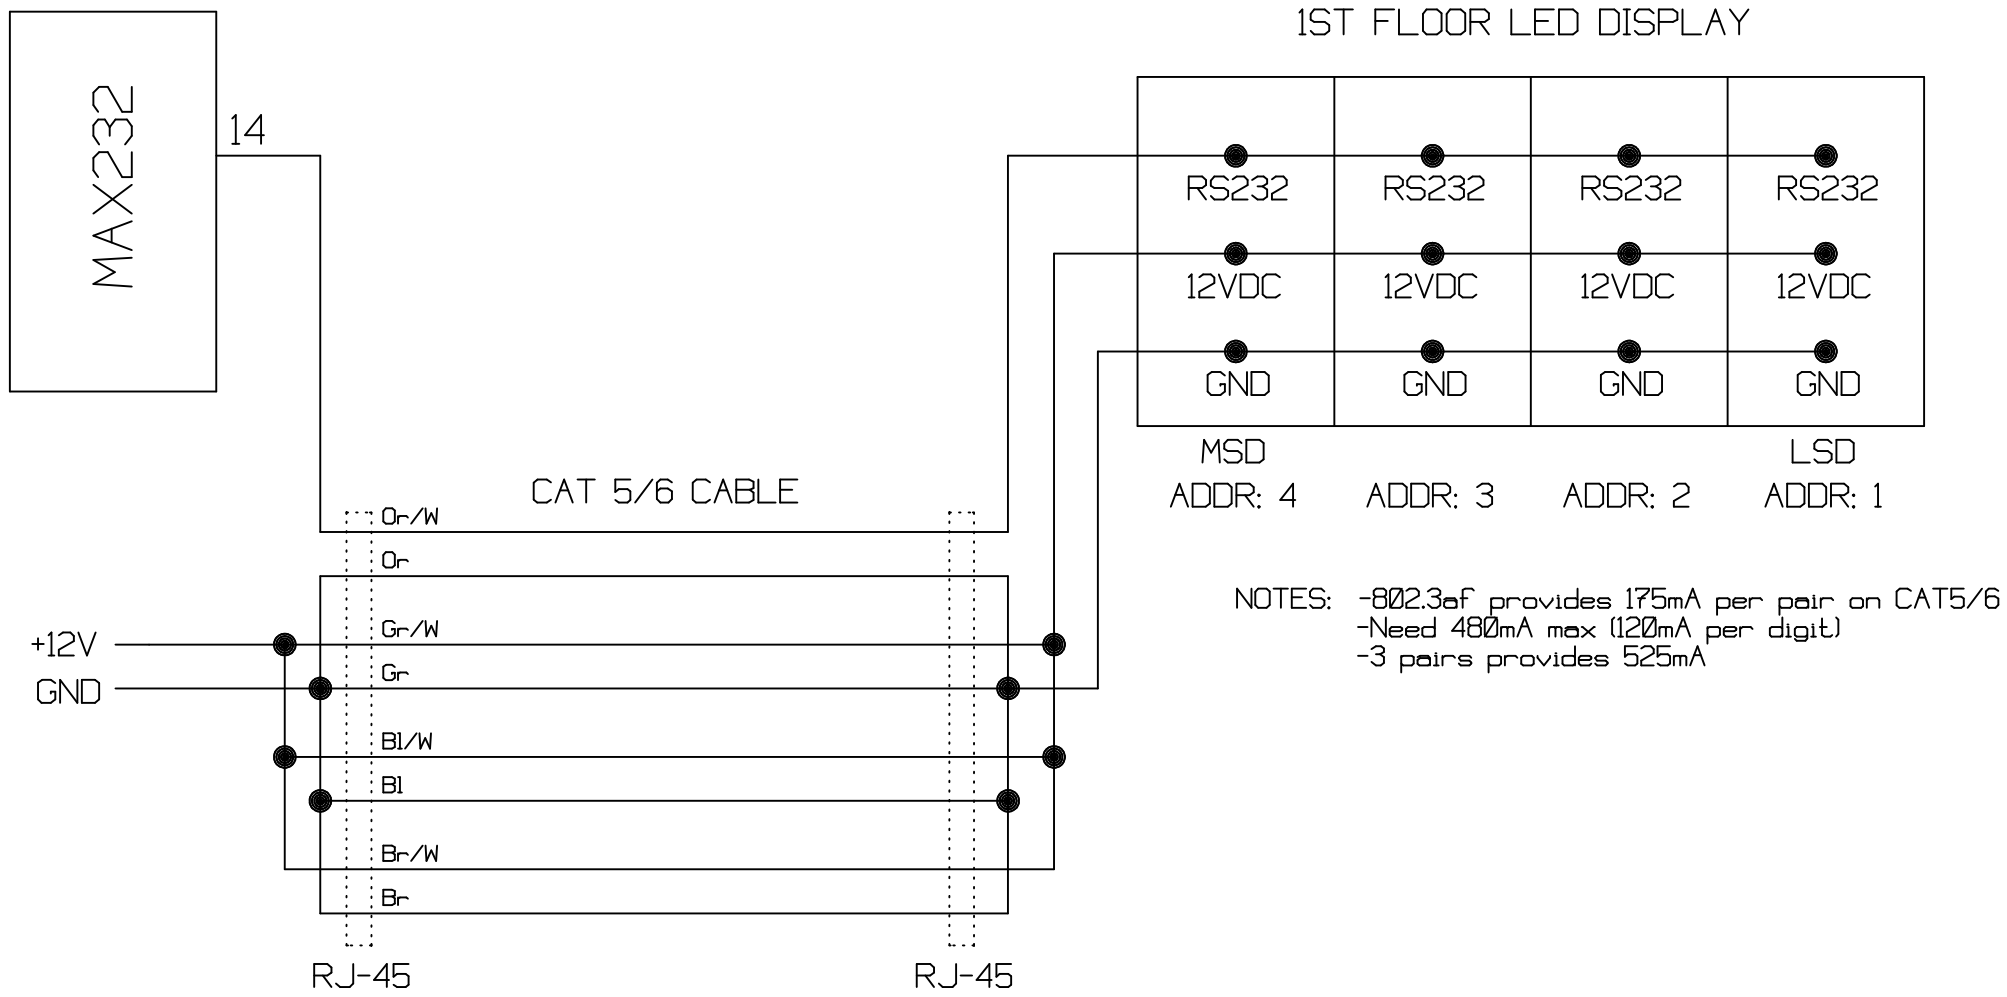 1ST FLOOR LED DISPLAY
MAX232
14
RS232 RS232 RS232 RS232
12VDC 12VDC 12VDC 12VDC
GND GND GND GND
MSD LSD
ADDR: 4 ADDR: 3 ADDR: 2 ADDR: 1
CAT 5/6 CABLE
Or/W
Or
Gr/W
+12V
Gr
GND
Bl/W
Bl
Br/W
Br
RJ-45 RJ-45
NOTES: -802.3af provides 175mA per pair on CAT5/6
-Need 480mA max (120mA per digit)
-3 pairs provides 525mA